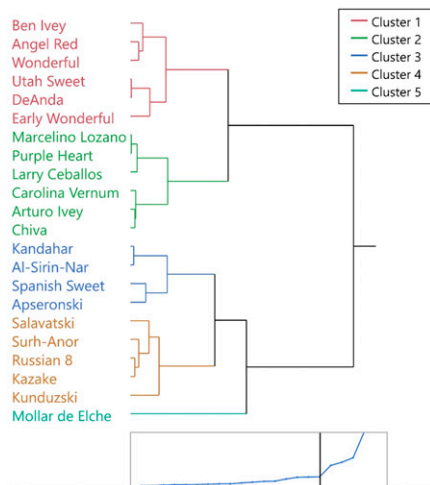 Ben Ivey
Angel Red
Wonderful
Utah Sweet
DeAnda
Early Wonderful
Marcelino Lozano
Purple Heart
Larry Ceballos
Carolina Vernum
Arturo Ivey
Chiva
Kandahar
Al-Sirin-Nar
Spanish Sweet
Apseronski
Salavatski
Surh-Anor
Russian 8
Kazake
Kunduzski
Mollar de Elche
Cluster 1
Cluster 2
Cluster 3
Cluster 4
Cluster 5